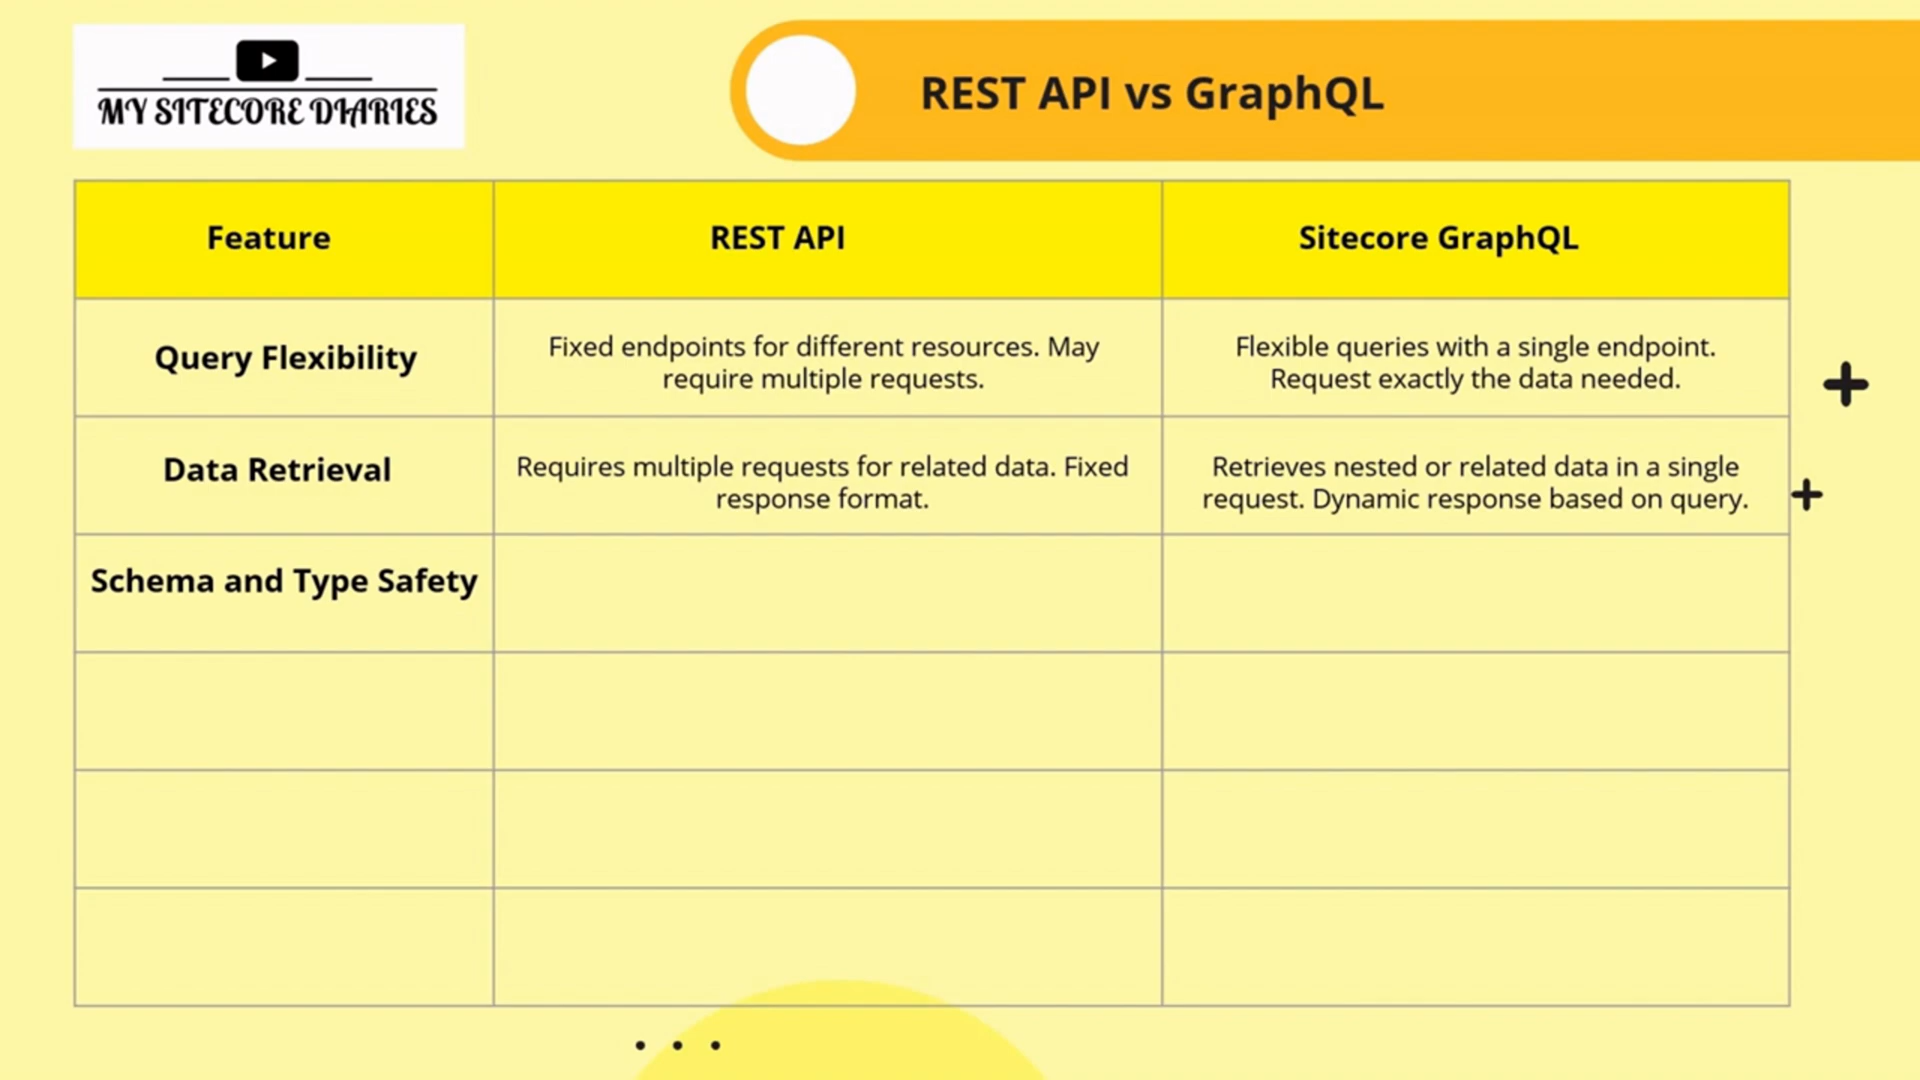 MY SITECORE DIARIES
REST API vs GraphQL
Feature
REST API
Sitecore GraphQL
Query Flexibility
Fixed endpoints for different resources. May
require multiple requests.
Flexible queries with a single endpoint.
Request exactly the data needed.
Data Retrieval
Requires multiple requests for related data. Fixed
response format.
Retrieves nested or related data in a single
request. Dynamic response based on query.
Schema and Type Safety